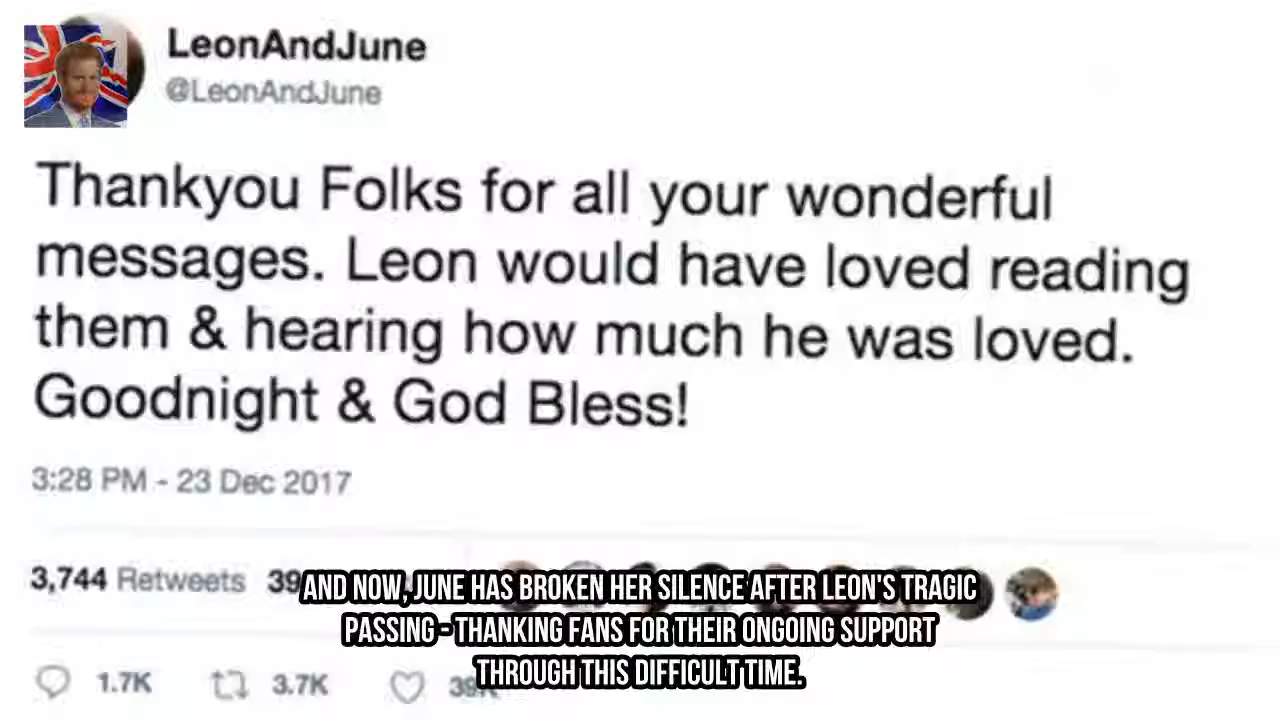 LeonAndJune
@LeonAndJune
Thankyou Folks for all your wonderful
messages. Leon would have loved reading
them & hearing how much he was loved.
Goodnight & God Bless!
3:28 PM - 23 Dec 2017
3,744 Retweets 39
AND NOW, JUNE HAS BROKEN HER SILENCE AFTER LEON'S TRAGIC
PASSING - THANKING FANS FOR THEIR ONGOING SUPPORT
THROUGH THIS DIFFICULT TIME.
1.7K 3.7K 39K